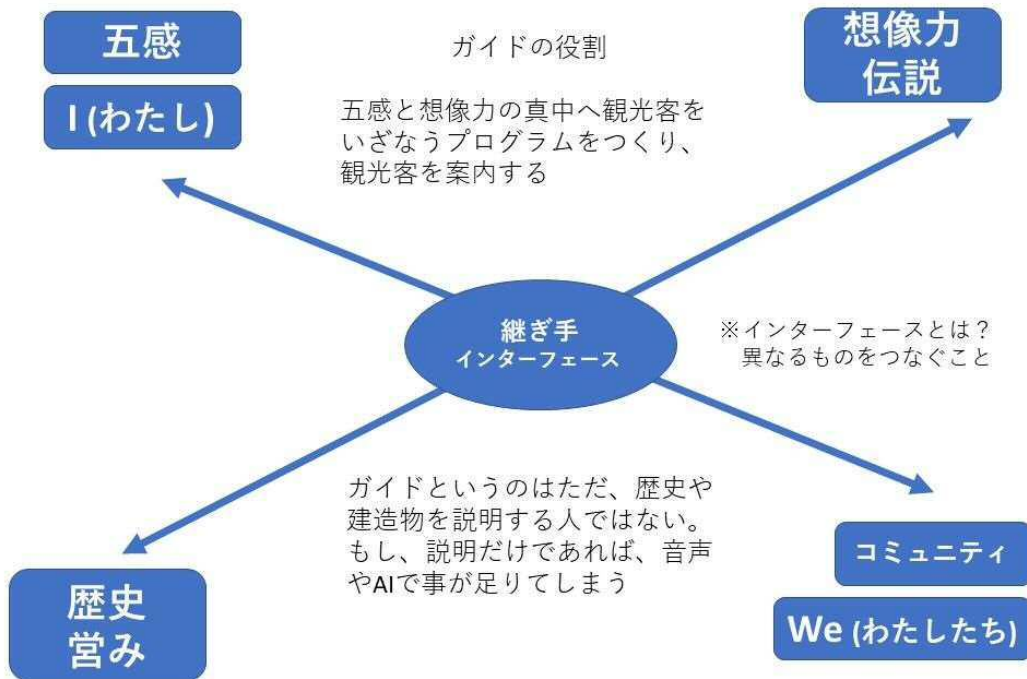 五感
I (わたし)
ガイドの役割
想像力
伝説
五感と想像力の真中へ観光客を
いざなうプログラムをつくり、
観光客を案内する
継ぎ手
インターフェース
※インターフェースとは？
異なるものをつなぐこと
ガイドというのはただ、歴史や
建造物を説明する人ではない。
もし、説明だけであれば、音声
やAIで事が足りてしまう
歴史
営み
コミュニティ
We (わたしたち)